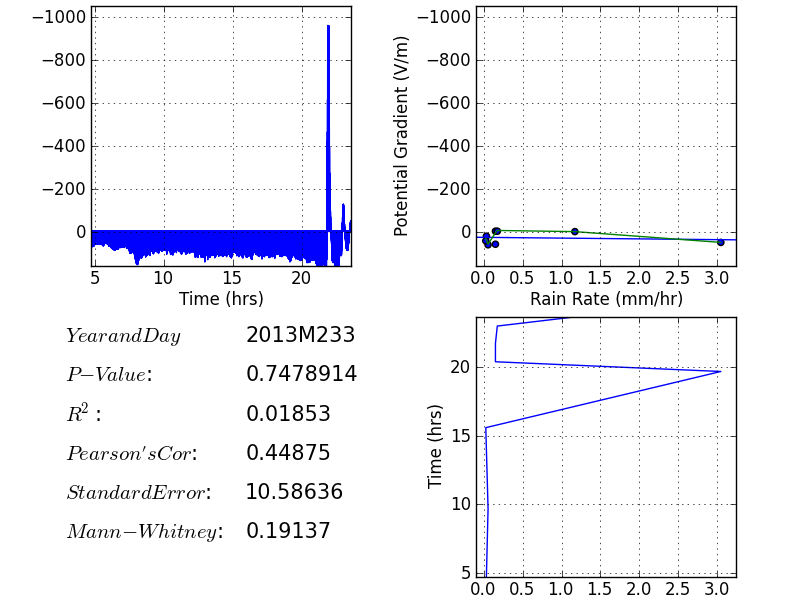 −1000
−800
−600
−400
−200
0
5 10 15 20
Time (hrs)
Potential Gradient (V/m)
−1000
−800
−600
−400
−200
0
0.0 0.5 1.0 1.5 2.0 2.5 3.0
Rain Rate (mm/hr)
YearandDay 2013M233
P−Value: 0.7478914
R²: 0.01853
Pearson'sCor: 0.44875
StandardError: 10.58636
Mann−Whitney: 0.19137
Time (hrs)
20
15
10
5
0.0 0.5 1.0 1.5 2.0 2.5 3.0